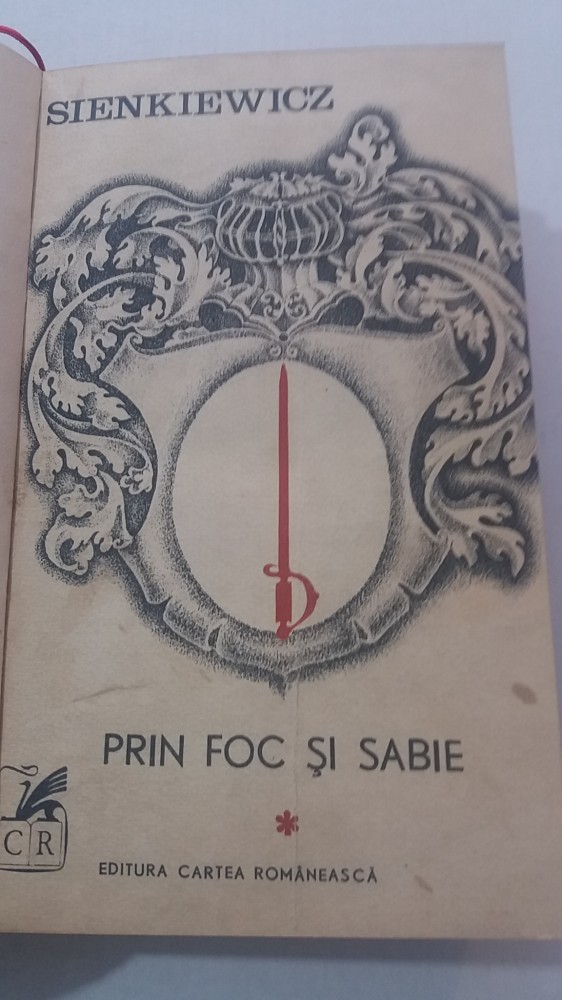 SIENKIEWICZ
PRIN FOC ŞI SABIE
*
CR
EDITURA CARTEA ROMÂNEASCĂ